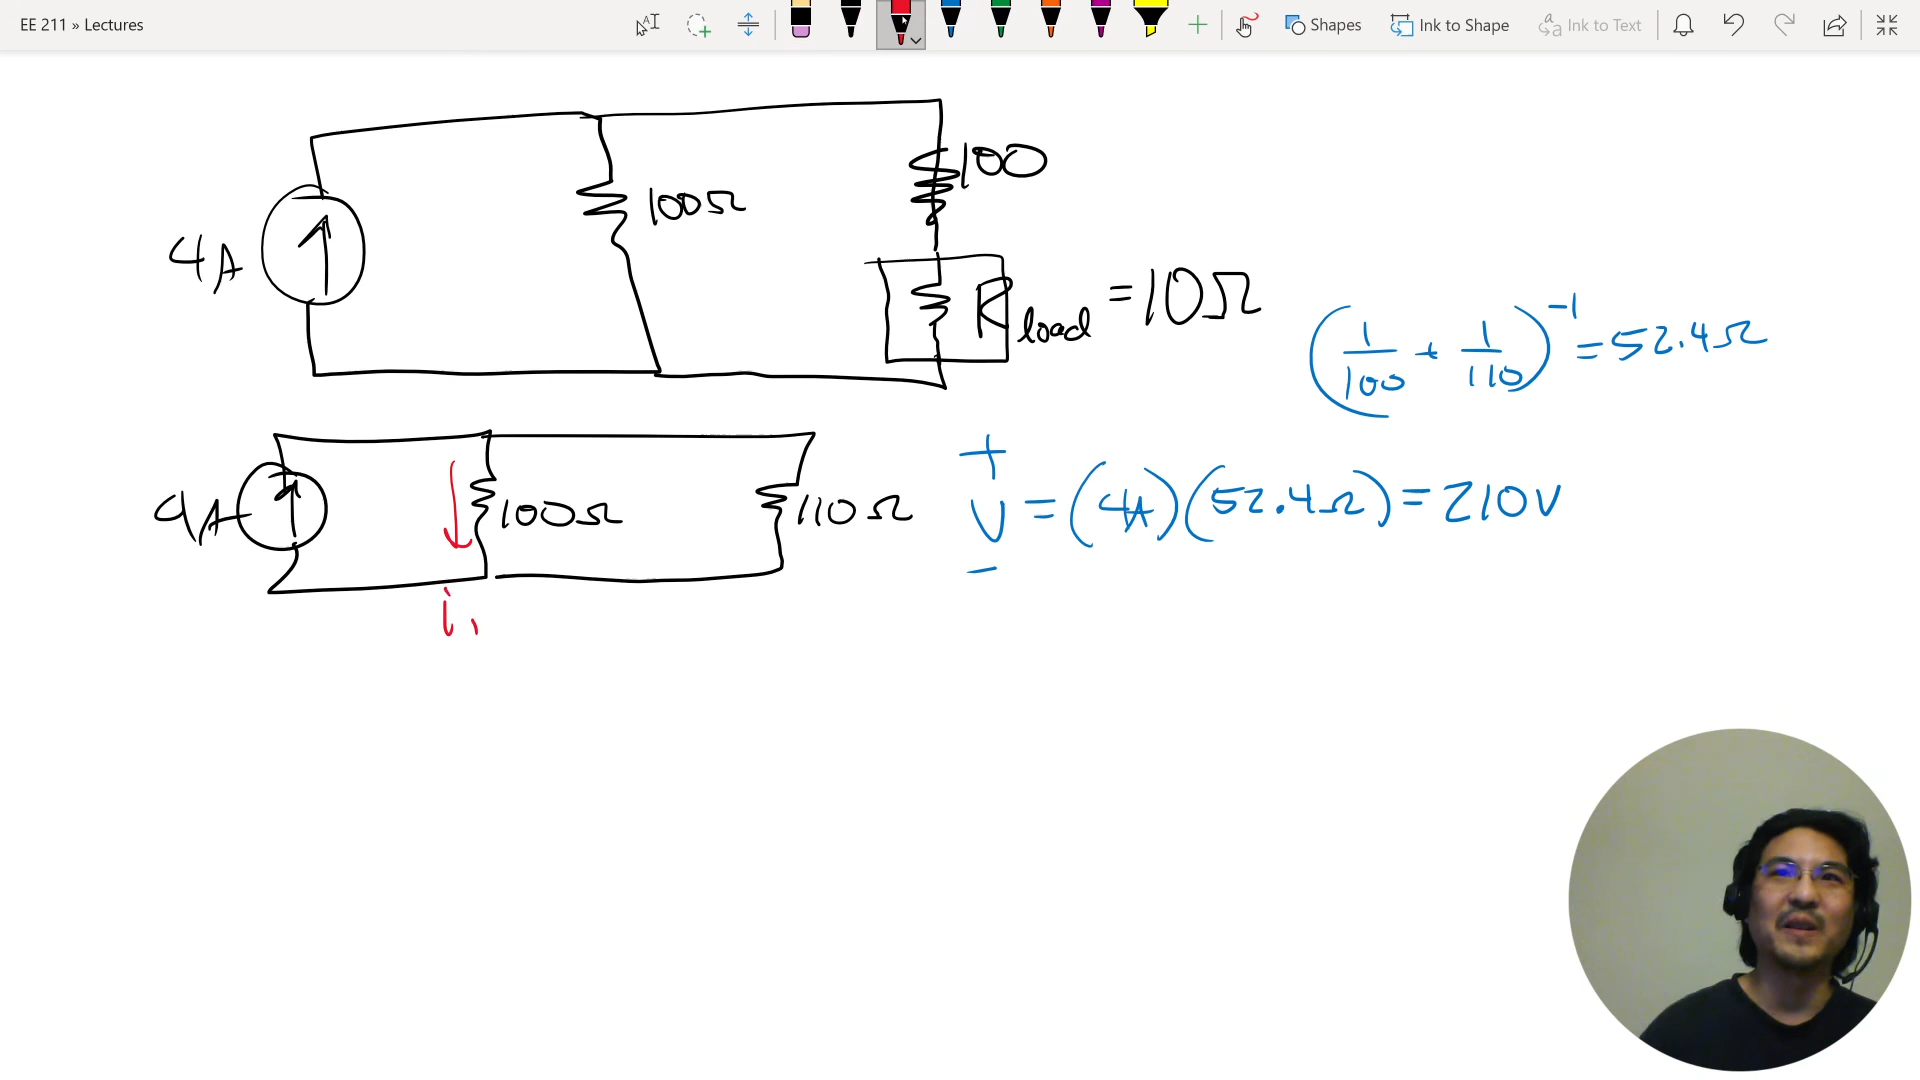 EE 211 » Lectures
Shapes
Ink to Shape
Ink to Text
100
100Ω
4A
Rload = 10Ω
(1/100 + 1/110)^-1 = 52.4Ω
4A
100Ω
110Ω
+
V = (4A)(52.4Ω) = 210V
-
i1